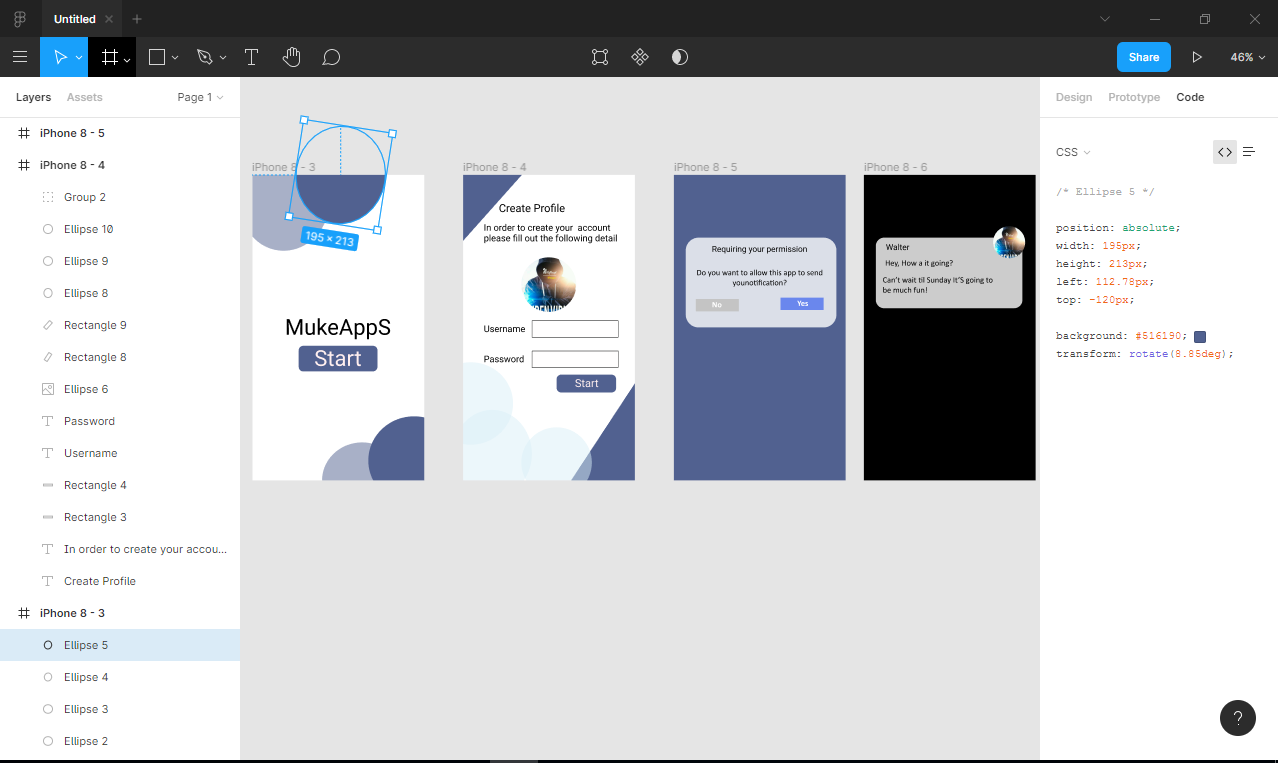 Untitled
Share
46%
Layers
Assets
Page 1
iPhone 8 - 5
iPhone 8 - 4
Group 2
Ellipse 10
Ellipse 9
Ellipse 8
Rectangle 9
Rectangle 8
Ellipse 6
Password
Username
Rectangle 4
Rectangle 3
In order to create your accou...
Create Profile
iPhone 8 - 3
Ellipse 5
Ellipse 4
Ellipse 3
Ellipse 2
iPhone 8 - 3
195 × 213
MukeAppS
Start
iPhone 8 - 4
Create Profile
In order to create your account
please fill out the following detail
Username
Password
Start
iPhone 8 - 5
Requiring your permission
Do you want to allow this app to send
younotification?
No
Yes
iPhone 8 - 6
Walter
Hey, How a it going?
Can't wait til Sunday It"S going to
be much fun!
Design
Prototype
Code
CSS
/* Ellipse 5 */
position: absolute;
width: 195px;
height: 213px;
left: 112.78px;
top: -120px;
background: #516190;
transform: rotate(8.85deg);
?